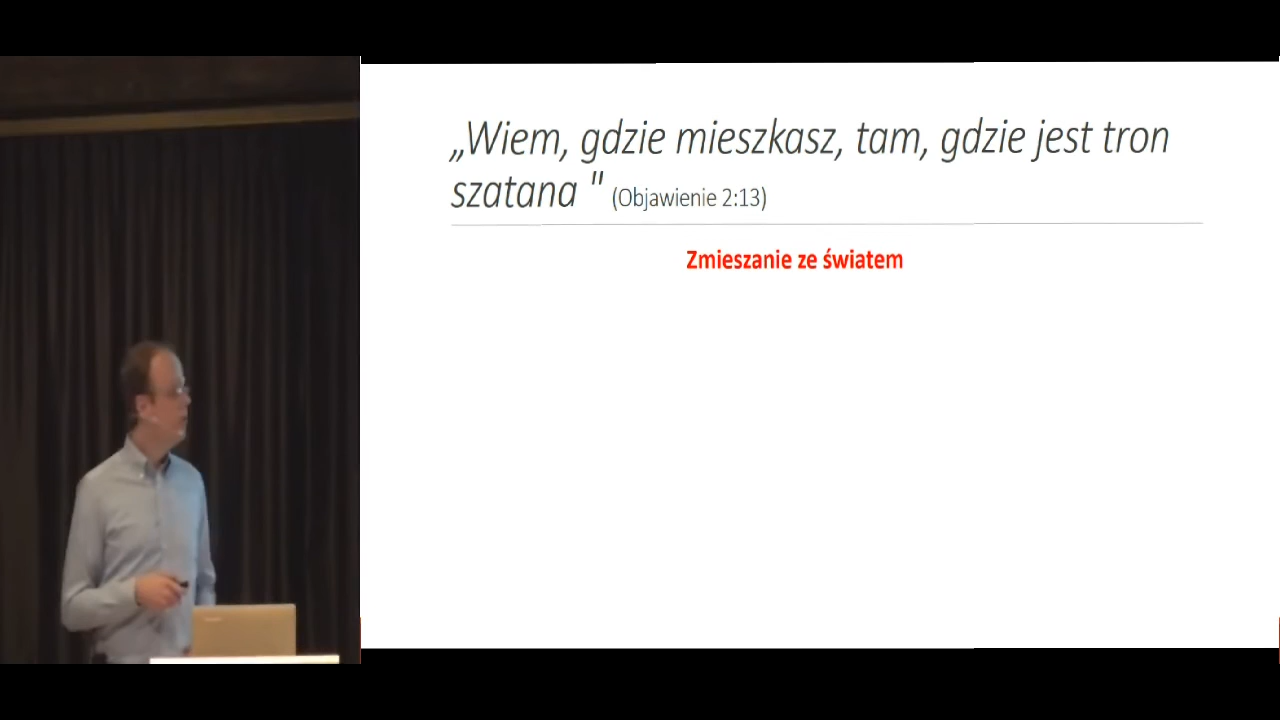 „Wiem, gdzie mieszkasz, tam, gdzie jest tron
szatana " (Objawienie 2:13)
Zmieszanie ze światem